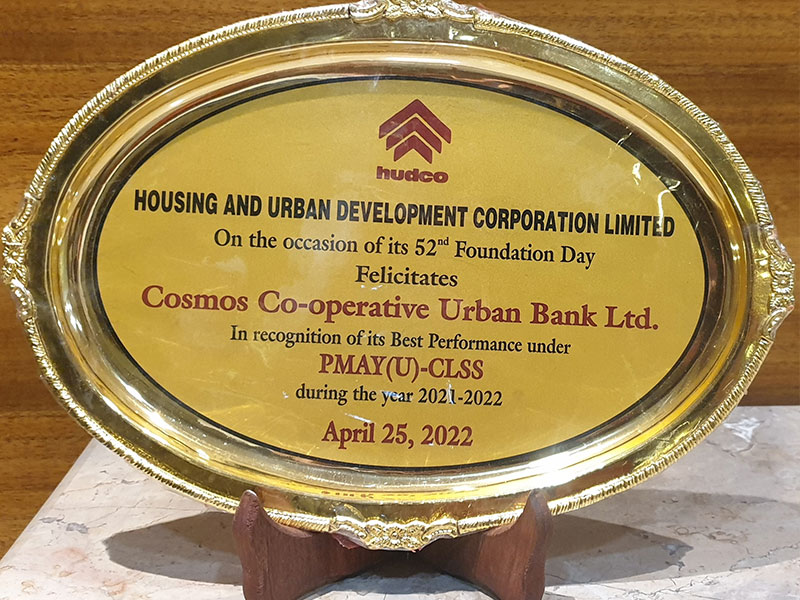 hudco
HOUSING AND URBAN DEVELOPMENT CORPORATION LIMITED
On the occasion of its 52nd Foundation Day
Felicitates
Cosmos Co-operative Urban Bank Ltd.
In recognition of its Best Performance under
PMAY(U)-CLSS
during the year 2021-2022
April 25, 2022